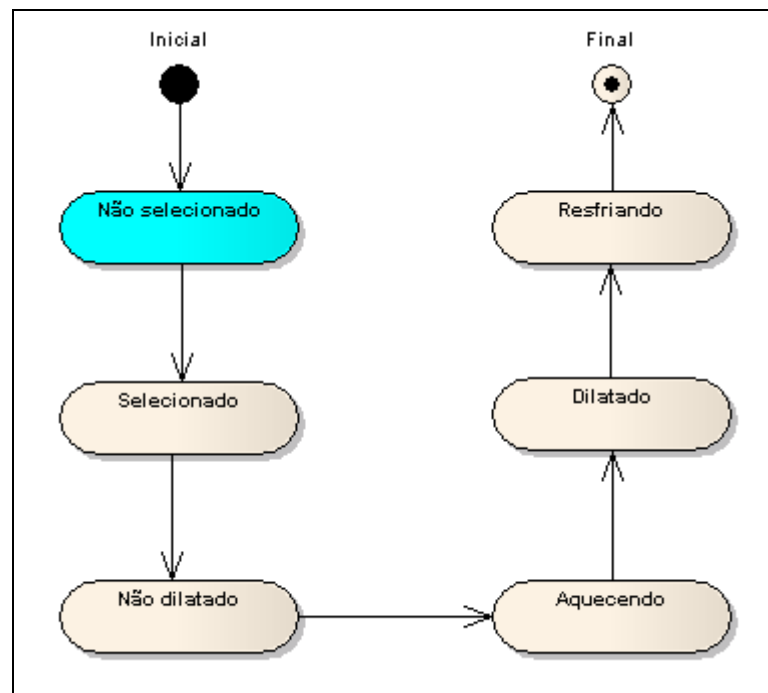 Inicial
Final
Não selecionado
Resfriando
Selecionado
Dilatado
Não dilatado
Aquecendo